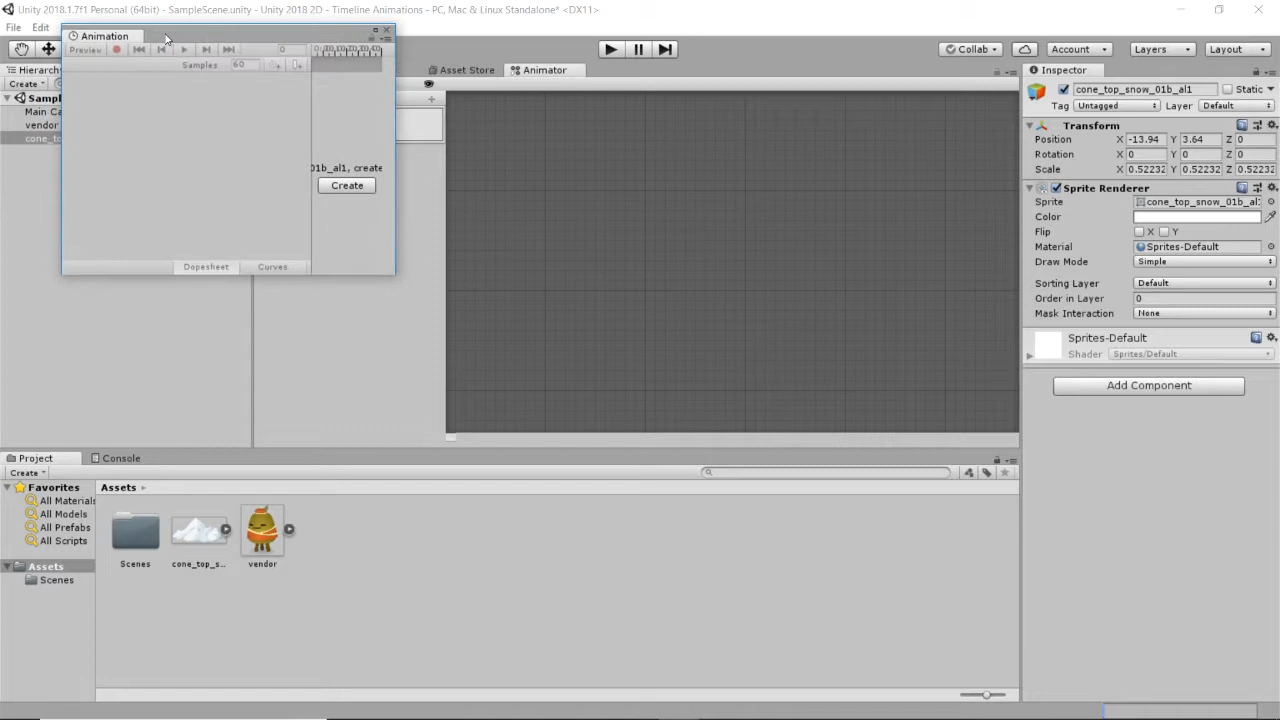 Unity 2018.1.7f1 Personal (64bit) - SampleScene.unity - Unity 2018 2D - Timeline Animations - PC, Mac & Linux Standalone* <DX11>
File Edit
Collab Account Layers Layout
Animation
Preview 0
Samples 60
01b_al1, create
Create
Dopesheet Curves
Hierarchy
Create
Main
vendor
Asset Store Animator
Inspector
cone_top_snow_01b_al1 Static
Tag Untagged Layer Default
Transform
Position X -13.94 Y 3.64 Z 0
Rotation X 0 Y 0 Z 0
Scale X 0.52232 Y 0.52232 Z 0.52232
Sprite Renderer
Sprite cone_top_snow_01b_al
Color
Flip X Y
Material Sprites-Default
Draw Mode Simple
Sorting Layer Default
Order in Layer 0
Mask Interaction None
Sprites-Default
Shader Sprites/Default
Add Component
Project Console
Create
Favorites
All Materials
All Models
All Prefabs
All Scripts
Assets
Scenes
Assets
Scenes cone_top_s... vendor